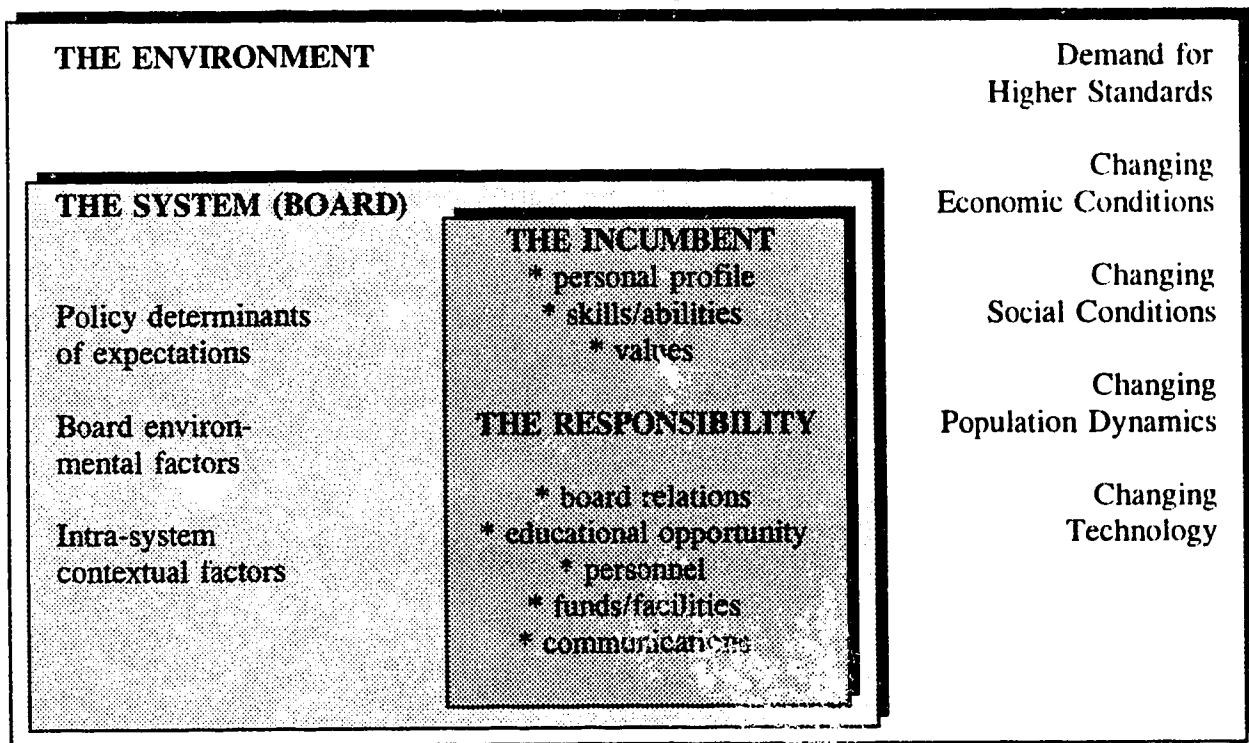 THE ENVIRONMENT
Demand for
Higher Standards
Changing
Economic Conditions
Changing
Social Conditions
Changing
Population Dynamics
Changing
Technology
THE SYSTEM (BOARD)
Policy determinants
of expectations
Board environ-
mental factors
Intra-system
contextual factors
THE INCUMBENT
* personal profile
* skills/abilities
* values
THE RESPONSIBILITY
* board relations
* educational opportunity
* personnel
* funds/facilities
* communications